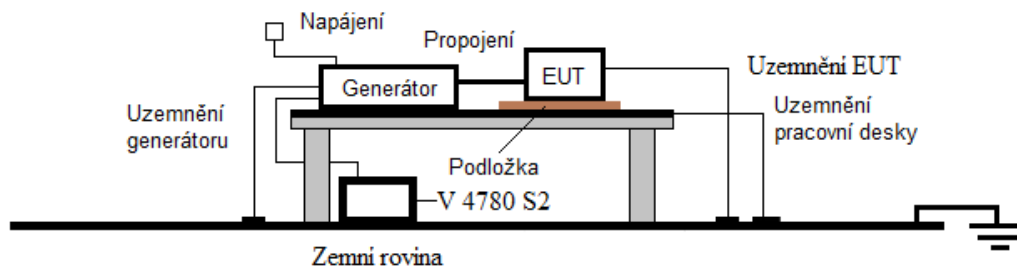 Napájení
Propojení
EUT
Uzemnění EUT
Generátor
Uzemnění
generátoru
Uzemnění
pracovní desky
Podložka
V 4780 S2
Zemní rovina